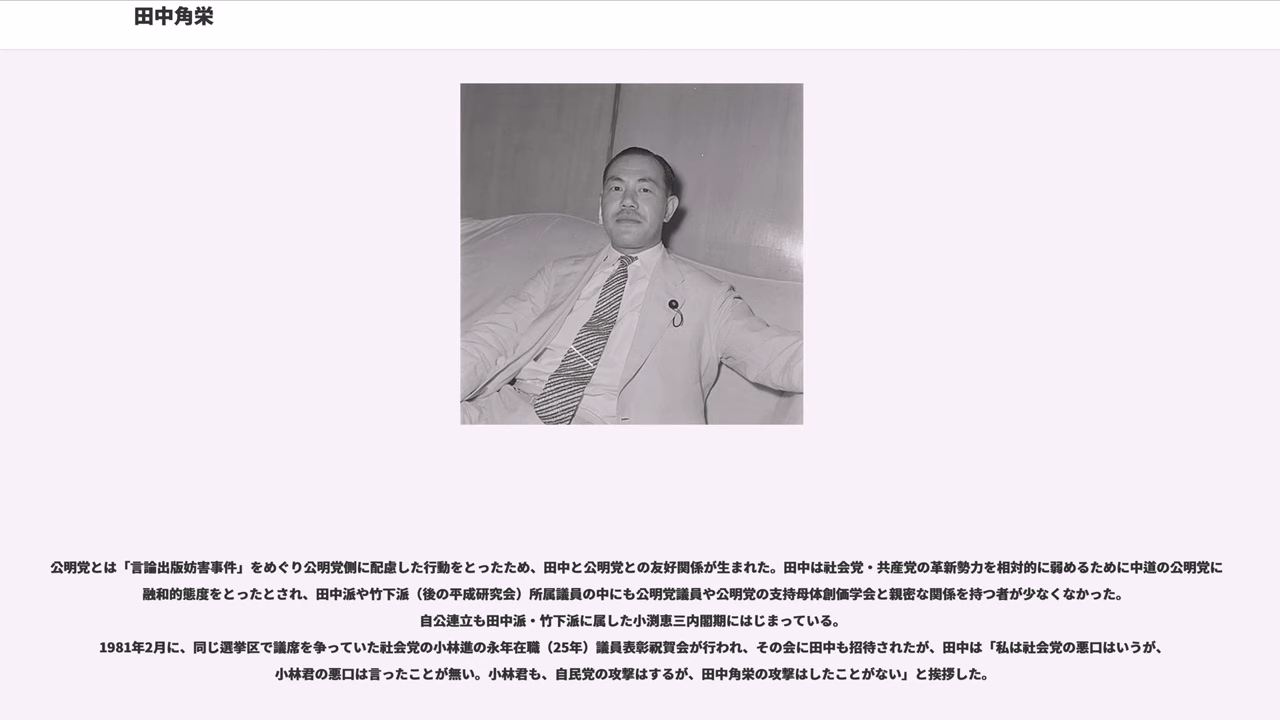 田中角栄
公明党とは「言論出版妨害事件」をめぐり公明党側に配慮した行動をとったため、田中と公明党との友好関係が生まれた。田中は社会党・共産党の革新勢力を相対的に弱めるために中道の公明党に
融和的態度をとったとされ、田中派や竹下派（後の平成研究会）所属議員の中にも公明党議員や公明党の支持母体創価学会と親密な関係を持つ者が少なくなかった。
自公連立も田中派・竹下派に属した小渕恵三内閣期にはじまっている。
1981年2月に、同じ選挙区で議席を争っていた社会党の小林進の永年在職（25年）議員表彰祝賀会が行われ、その会に田中も招待されたが、田中は「私は社会党の悪口はいうが、
小林君の悪口は言ったことが無い。小林君も、自民党の攻撃はするが、田中角栄の攻撃はしたことがない」と挨拶した。